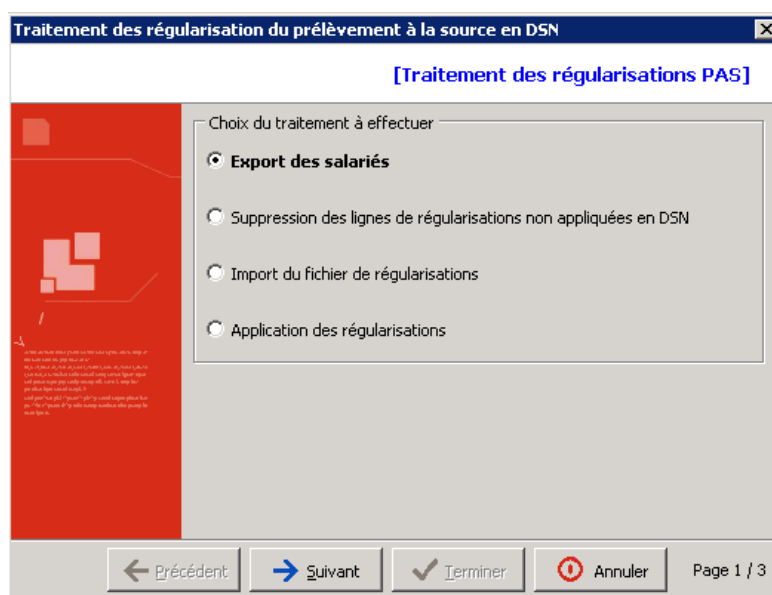 Traitement des régularisation du prélèvement à la source en DSN
[Traitement des régularisations PAS]
Choix du traitement à effectuer
Export des salariés
Suppression des lignes de régularisations non appliquées en DSN
Import du fichier de régularisations
Application des régularisations
Précédent
Suivant
Terminer
Annuler
Page 1 / 3